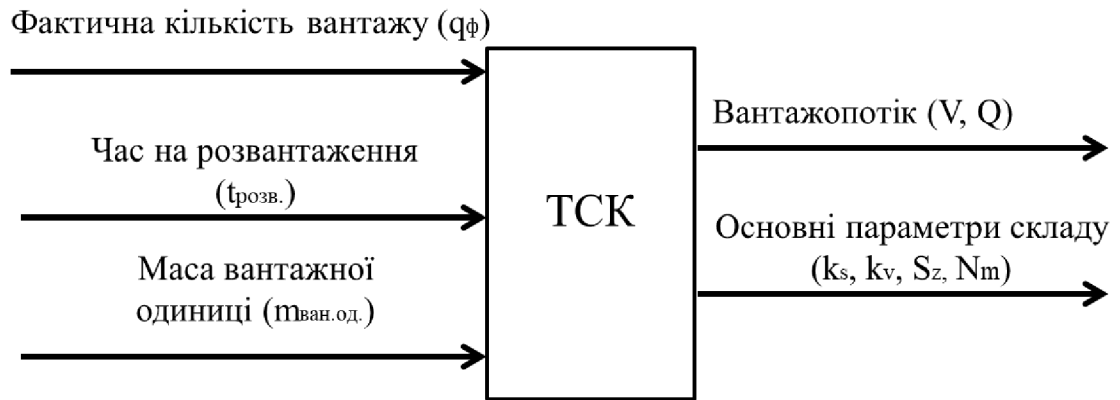 Фактична кількість вантажу (qф)
Час на розвантаження
(tрозв.)
Маса вантажної
одиниці (mван.од.)
ТСК
Вантажопотік (V, Q)
Основні параметри складу
(ks, kv, Sz, Nm)